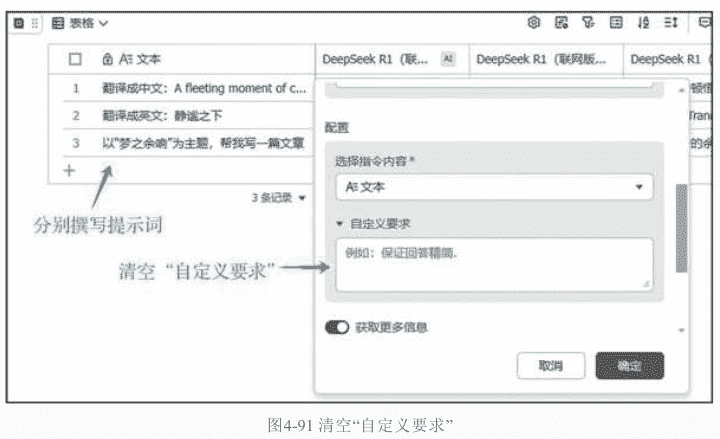 表格
文本
DeepSeek R1（联...
AI
DeepSeek R1（联网版...
DeepSeek R1（
1 翻译成中文：A fleeting moment of c...
2 翻译成英文：静谧之下
3 以“梦之余响”为主题，帮我写一篇文章
+
3 条记录
分别撰写提示词
清空“自定义要求”
配置
选择指令内容*
文本
自定义要求
例如：保证回答精简.
获取更多信息
取消
确定
图4-91 清空“自定义要求”